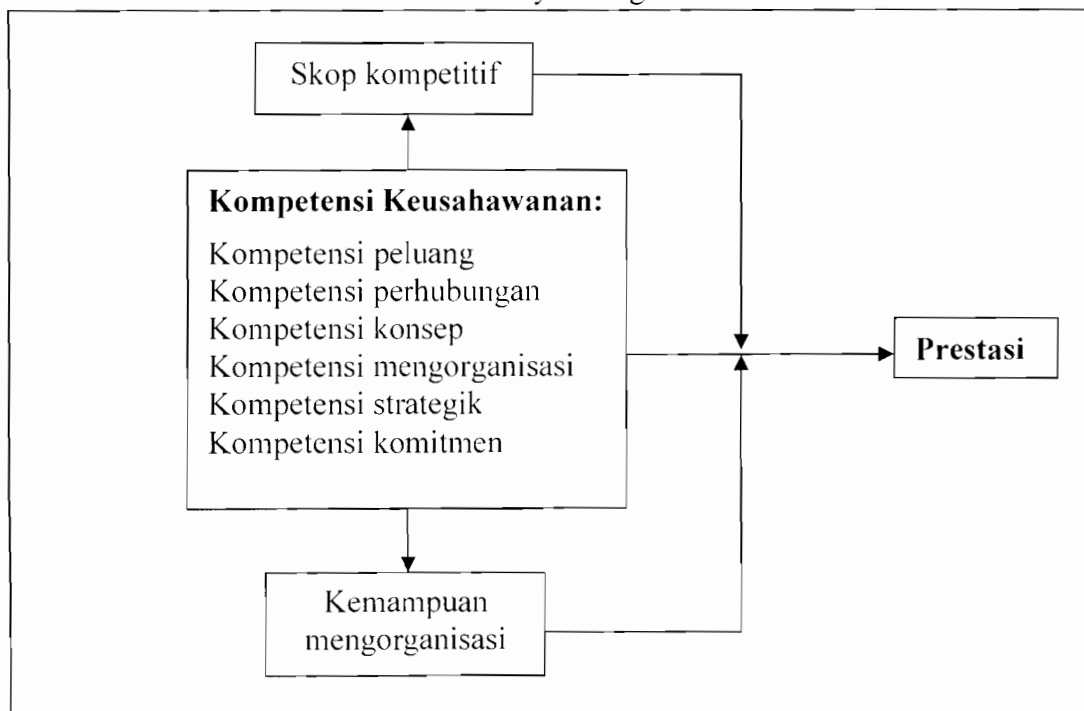 Skop kompetitif
Kompetensi Keusahawanan:
Kompetensi peluang
Kompetensi perhubungan
Kompetensi konsep
Kompetensi mengorganisasi
Kompetensi strategik
Kompetensi komitmen
Prestasi
Kemampuan
mengorganisasi